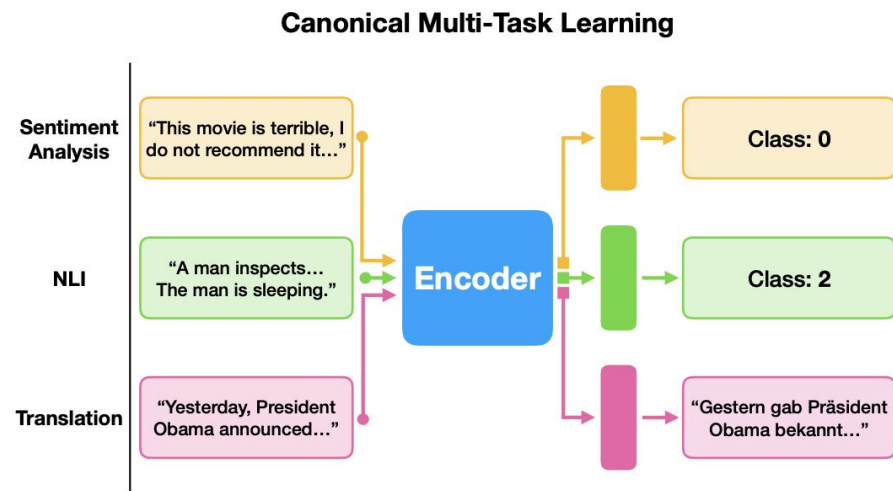 Canonical Multi-Task Learning
Sentiment
Analysis
“This movie is terrible, I
do not recommend it…”
Class: 0
NLI
“A man inspects…
The man is sleeping.”
Encoder
Class: 2
Translation
“Yesterday, President
Obama announced…”
“Gestern gab Präsident
Obama bekannt…”